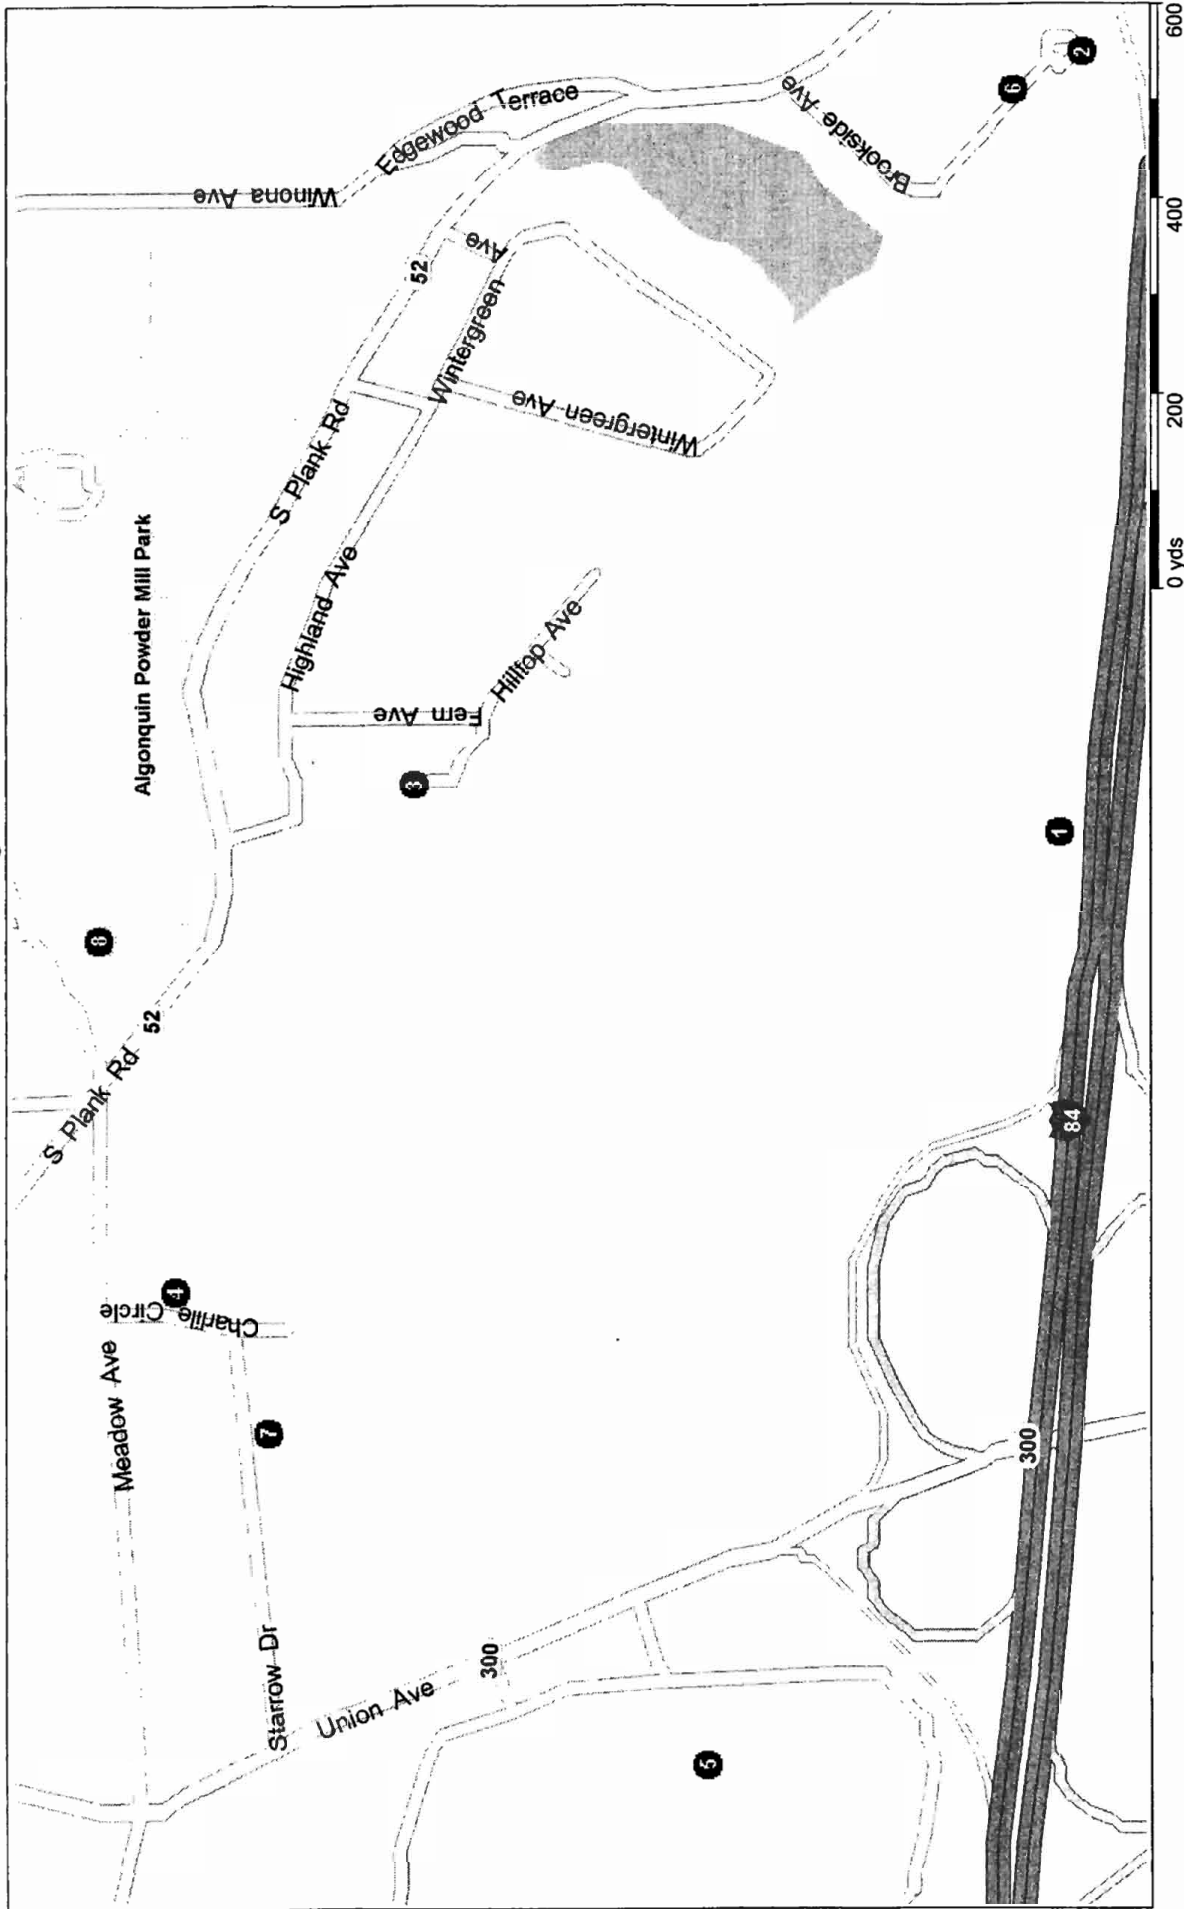 Winona Ave
Edgewood Terrace
Brookside Ave
6
2
52
Ave
Wintergreen
Wintergreen Ave
S Plank Rd
Highland Ave
Algonquin Powder Mill Park
Fern Ave
Hilltop Ave
3
1
8
52
S Plank Rd
4
Charlile Circle
Meadow Ave
7
Starrow Dr
Union Ave
300
5
300
84
0 yds
200
400
600